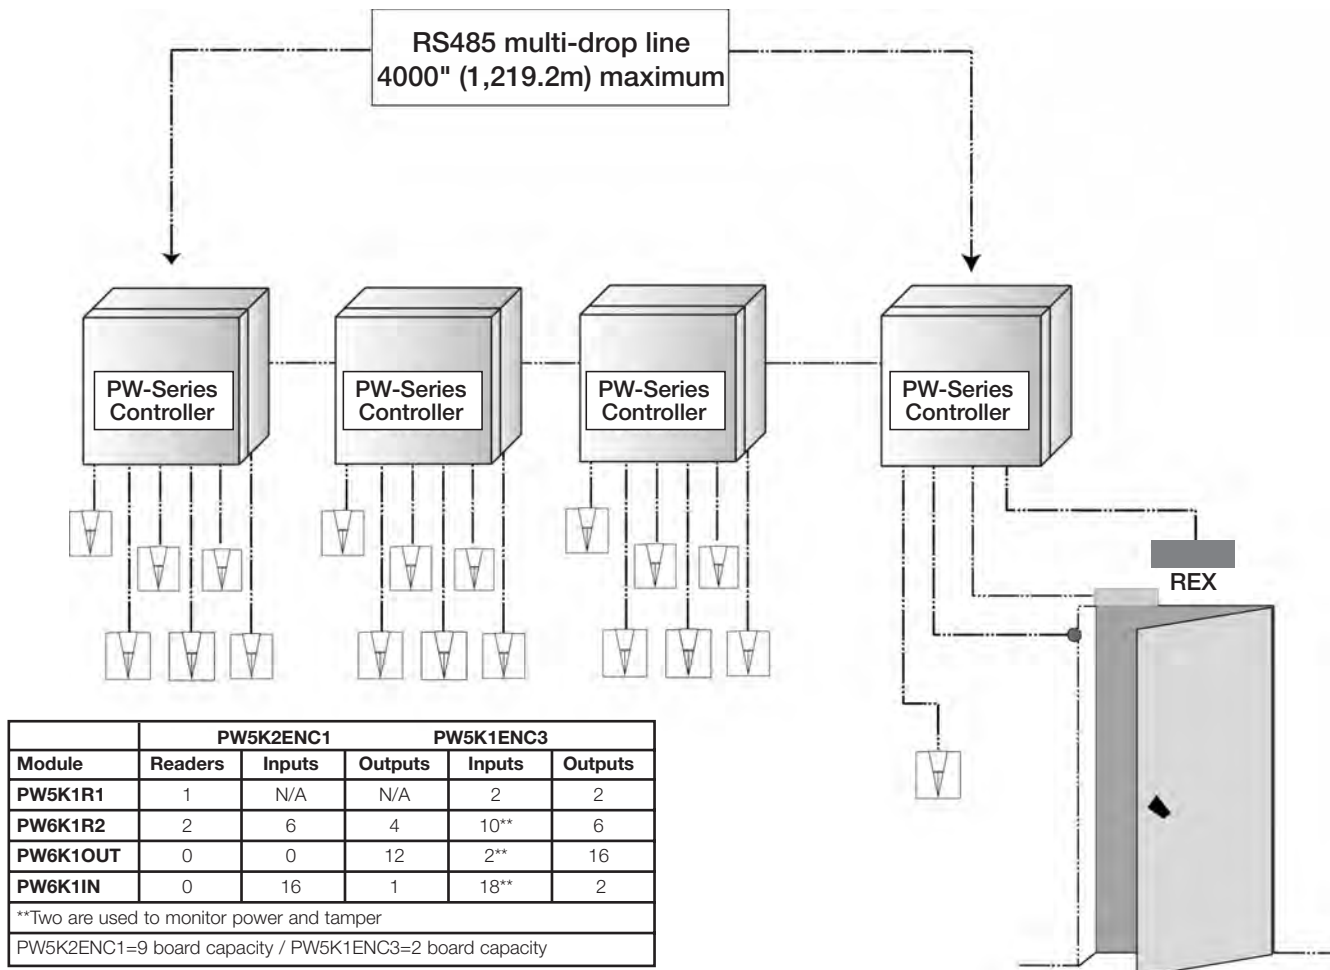 RS485 multi-drop line
4000" (1,219.2m) maximum
PW-Series
Controller
PW-Series
Controller
PW-Series
Controller
PW-Series
Controller
REX
PW5K2ENC1 PW5K1ENC3
Module Readers Inputs Outputs Inputs Outputs
PW5K1R1 1 N/A N/A 2 2
PW6K1R2 2 6 4 10** 6
PW6K1OUT 0 0 12 2** 16
PW6K1IN 0 16 1 18** 2
**Two are used to monitor power and tamper
PW5K2ENC1=9 board capacity / PW5K1ENC3=2 board capacity